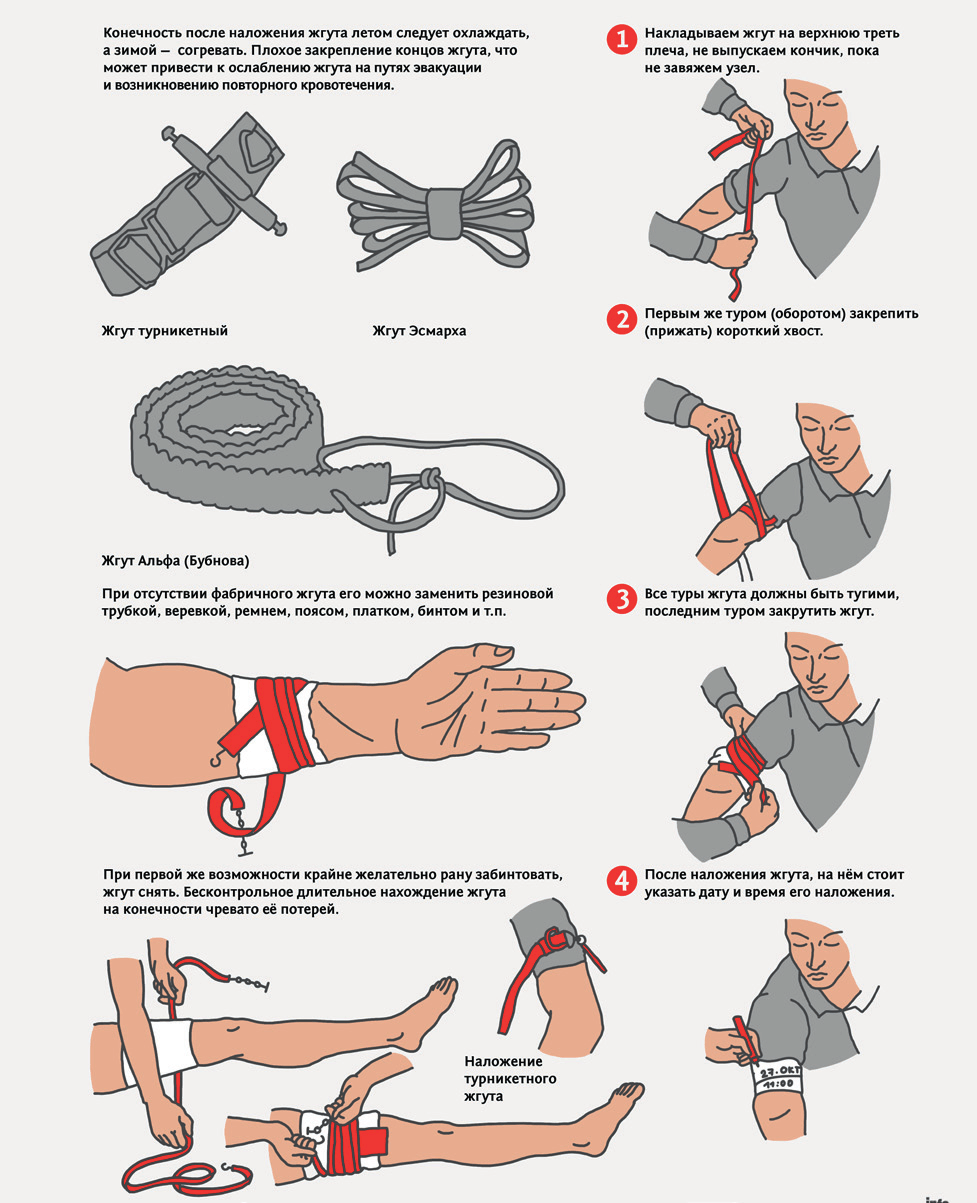 Конечность после наложения жгута летом следует охлаждать,
а зимой — согревать. Плохое закрепление концов жгута, что
может привести к ослаблению жгута на путях эвакуации
и возникновению повторного кровотечения.
Жгут турникетный
Жгут Эсмарха
Жгут Альфа (Бубнова)
При отсутствии фабричного жгута его можно заменить резиновой
трубкой, веревкой, ремнем, поясом, платком, бинтом и т.п.
При первой же возможности крайне желательно рану забинтовать,
жгут снять. Бесконтрольное длительное нахождение жгута
на конечности чревато её потерей.
Наложение
турникетного
жгута
1 Накладываем жгут на верхнюю треть
плеча, не выпускаем кончик, пока
не завяжем узел.
2 Первым же туром (оборотом) закрепить
(прижать) короткий хвост.
3 Все туры жгута должны быть тугими,
последним туром закрутить жгут.
4 После наложения жгута, на нём стоит
указать дату и время его наложения.
27.ОКТ
11:00